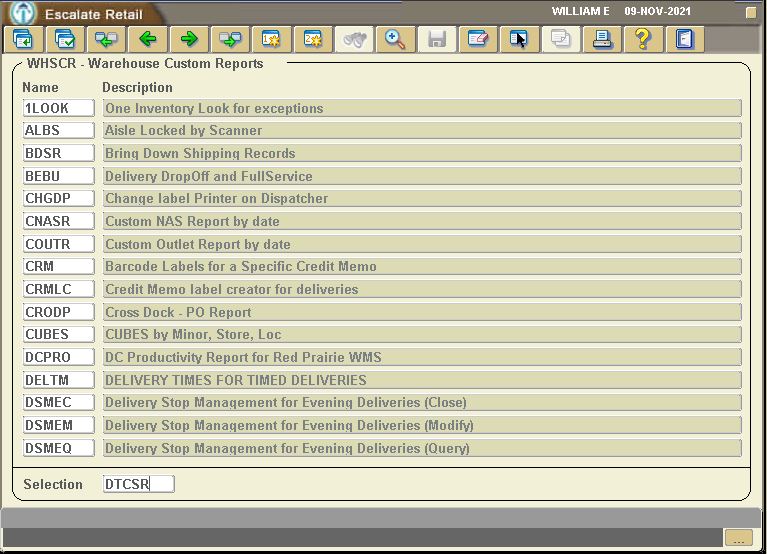 Escalate Retail WILLIAM E 09-NOV-2021
WHSCR - Warehouse Custom Reports
Name Description
1LOOK One Inventory Look for exceptions
ALBS Aisle Locked by Scanner
BDSR Bring Down Shipping Records
BEBU Delivery DropOff and FullService
CHGDP Change label Printer on Dispatcher
CNASR Custom NAS Report by date
COUTR Custom Outlet Report by date
CRM Barcode Labels for a Specific Credit Memo
CRMLC Credit Memo label creator for deliveries
CRODP Cross Dock - PO Report
CUBES CUBES by Minor, Store, Loc
DCPRO DC Productivity Report for Red Prairie WMS
DELTM DELIVERY TIMES FOR TIMED DELIVERIES
DSMEC Delivery Stop Management for Evening Deliveries (Close)
DSMEM Delivery Stop Management for Evening Deliveries (Modify)
DSMEQ Delivery Stop Management for Evening Deliveries (Query)
Selection DTCSR
...